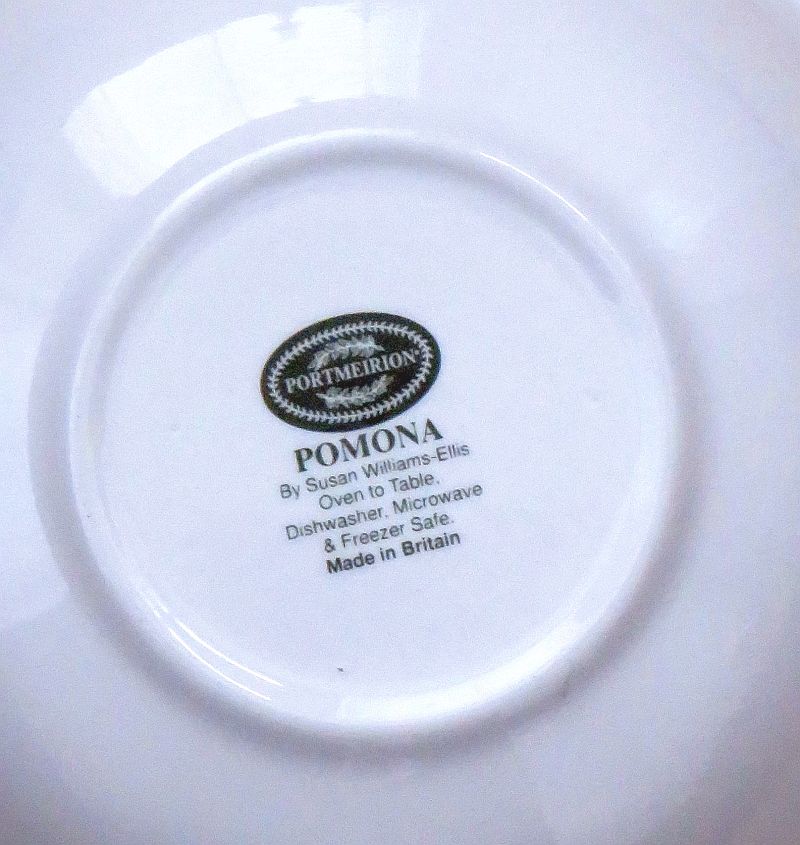 PORTMEIRION®
POMONA
By Susan Williams-Ellis
Oven to Table,
Dishwasher, Microwave
& Freezer Safe.
Made in Britain